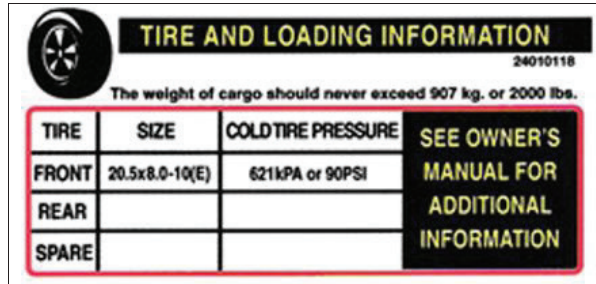 TIRE AND LOADING INFORMATION
24010118
The weight of cargo should never exceed 907 kg. or 2000 lbs.
TIRE SIZE COLD TIRE PRESSURE
FRONT 20.5x8.0-10(E) 621kPA or 90PSI
REAR
SPARE
SEE OWNER'S
MANUAL FOR
ADDITIONAL
INFORMATION